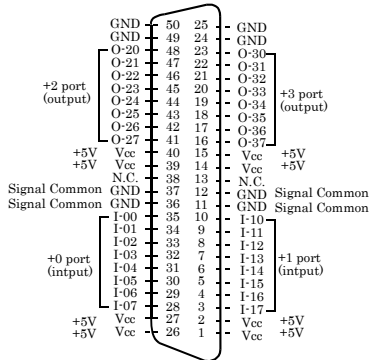 GND 50 25 GND
GND 49 24 GND
O-20 48 23 O-30
O-21 47 22 O-31
O-22 46 21 O-32
+2 port O-23 45 20 O-33 +3 port
(output) O-24 44 19 O-34 (output)
O-25 43 18 O-35
O-26 42 17 O-36
O-27 41 16 O-37
+5V Vcc 40 15 Vcc +5V
+5V Vcc 39 14 Vcc +5V
N.C. 38 13 N.C.
Signal Common GND 37 12 GND Signal Common
Signal Common GND 36 11 GND Signal Common
I-00 35 10 I-10
I-01 34 9 I-11
I-02 33 8 I-12
+0 port I-03 32 7 I-13 +1 port
(intput) I-04 31 6 I-14 (intput)
I-05 30 5 I-15
I-06 29 4 I-16
I-07 28 3 I-17
+5V Vcc 27 2 Vcc +5V
+5V Vcc 26 1 Vcc +5V